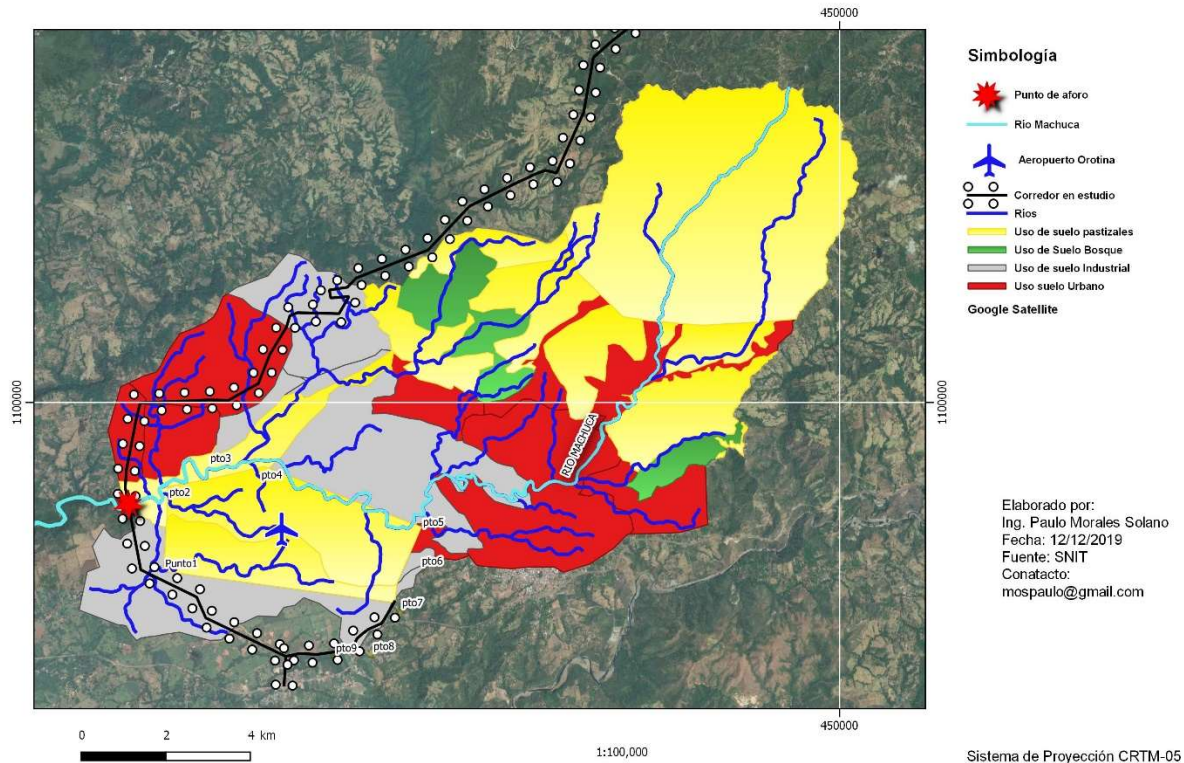 450000
Simbología
Punto de aforo
Rio Machuca
Aeropuerto Orotina
Corredor en estudio
Rios
Uso de suelo pastizales
Uso de Suelo Bosque
Uso de suelo Industrial
Uso suelo Urbano
Google Satellite
1100000
1100000
RIO MACHUCA
pto3
pto4
pto2
pto5
Punto1
pto6
pto7
pto9
pto8
Elaborado por:
Ing. Paulo Morales Solano
Fecha: 12/12/2019
Fuente: SNIT
Conatacto:
mospaulo@gmail.com
450000
0 2 4 km
1:100,000
Sistema de Proyección CRTM-05